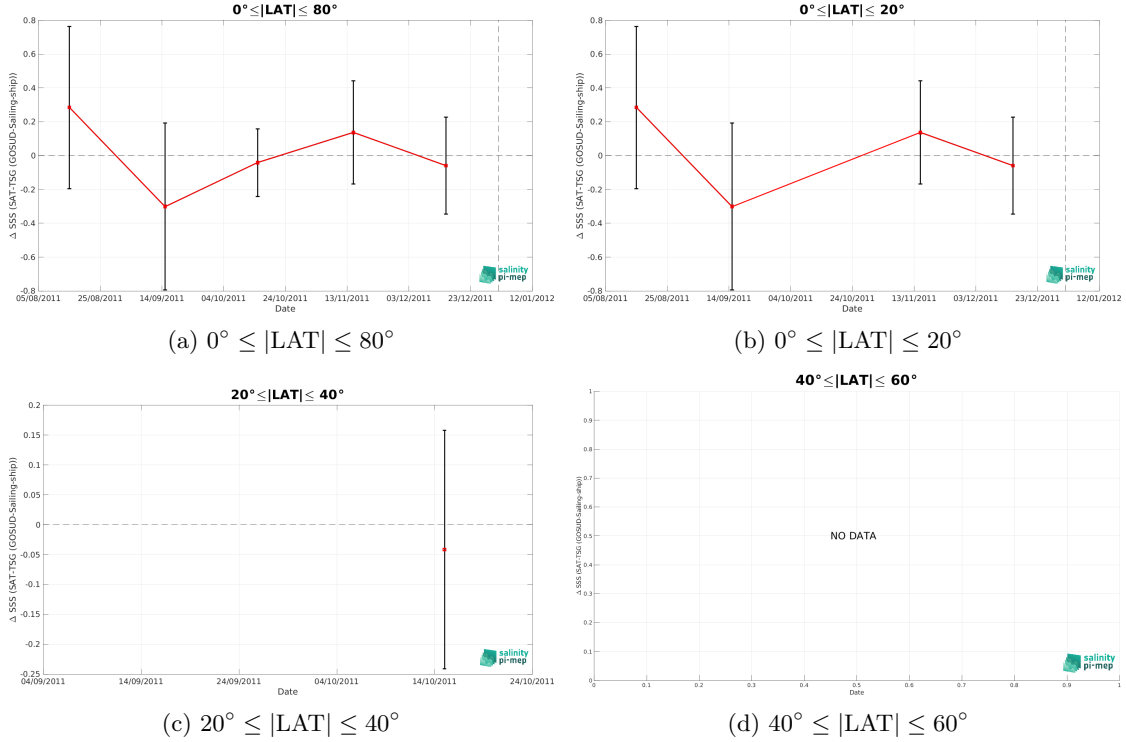 0°≤|LAT|≤ 80°
0.8
0.6
0.4
0.2
0
-0.2
-0.4
-0.6
-0.8
Δ SSS (SAT-TSG (GOSUD-Sailing-ship))
05/08/2011 25/08/2011 14/09/2011 04/10/2011 24/10/2011 13/11/2011 03/12/2011 23/12/2011 12/01/2012
Date
salinity
pi-mep
(a) 0° ≤ |LAT| ≤ 80°
0°≤|LAT|≤ 20°
0.8
0.6
0.4
0.2
0
-0.2
-0.4
-0.6
-0.8
Δ SSS (SAT-TSG (GOSUD-Sailing-ship))
05/08/2011 25/08/2011 14/09/2011 04/10/2011 24/10/2011 13/11/2011 03/12/2011 23/12/2011 12/01/2012
Date
salinity
pi-mep
(b) 0° ≤ |LAT| ≤ 20°
20°≤|LAT|≤ 40°
0.2
0.15
0.1
0.05
0
-0.05
-0.1
-0.15
-0.2
-0.25
Δ SSS (SAT-TSG (GOSUD-Sailing-ship))
04/09/2011 14/09/2011 24/09/2011 04/10/2011 14/10/2011 24/10/2011
Date
salinity
pi-mep
(c) 20° ≤ |LAT| ≤ 40°
40°≤|LAT|≤ 60°
1
0.9
0.8
0.7
0.6
0.5
0.4
0.3
0.2
0.1
0
Δ SSS (SAT-TSG (GOSUD-Sailing-ship))
NO DATA
0 0.1 0.2 0.3 0.4 0.5 0.6 0.7 0.8 0.9 1
Date
salinity
pi-mep
(d) 40° ≤ |LAT| ≤ 60°